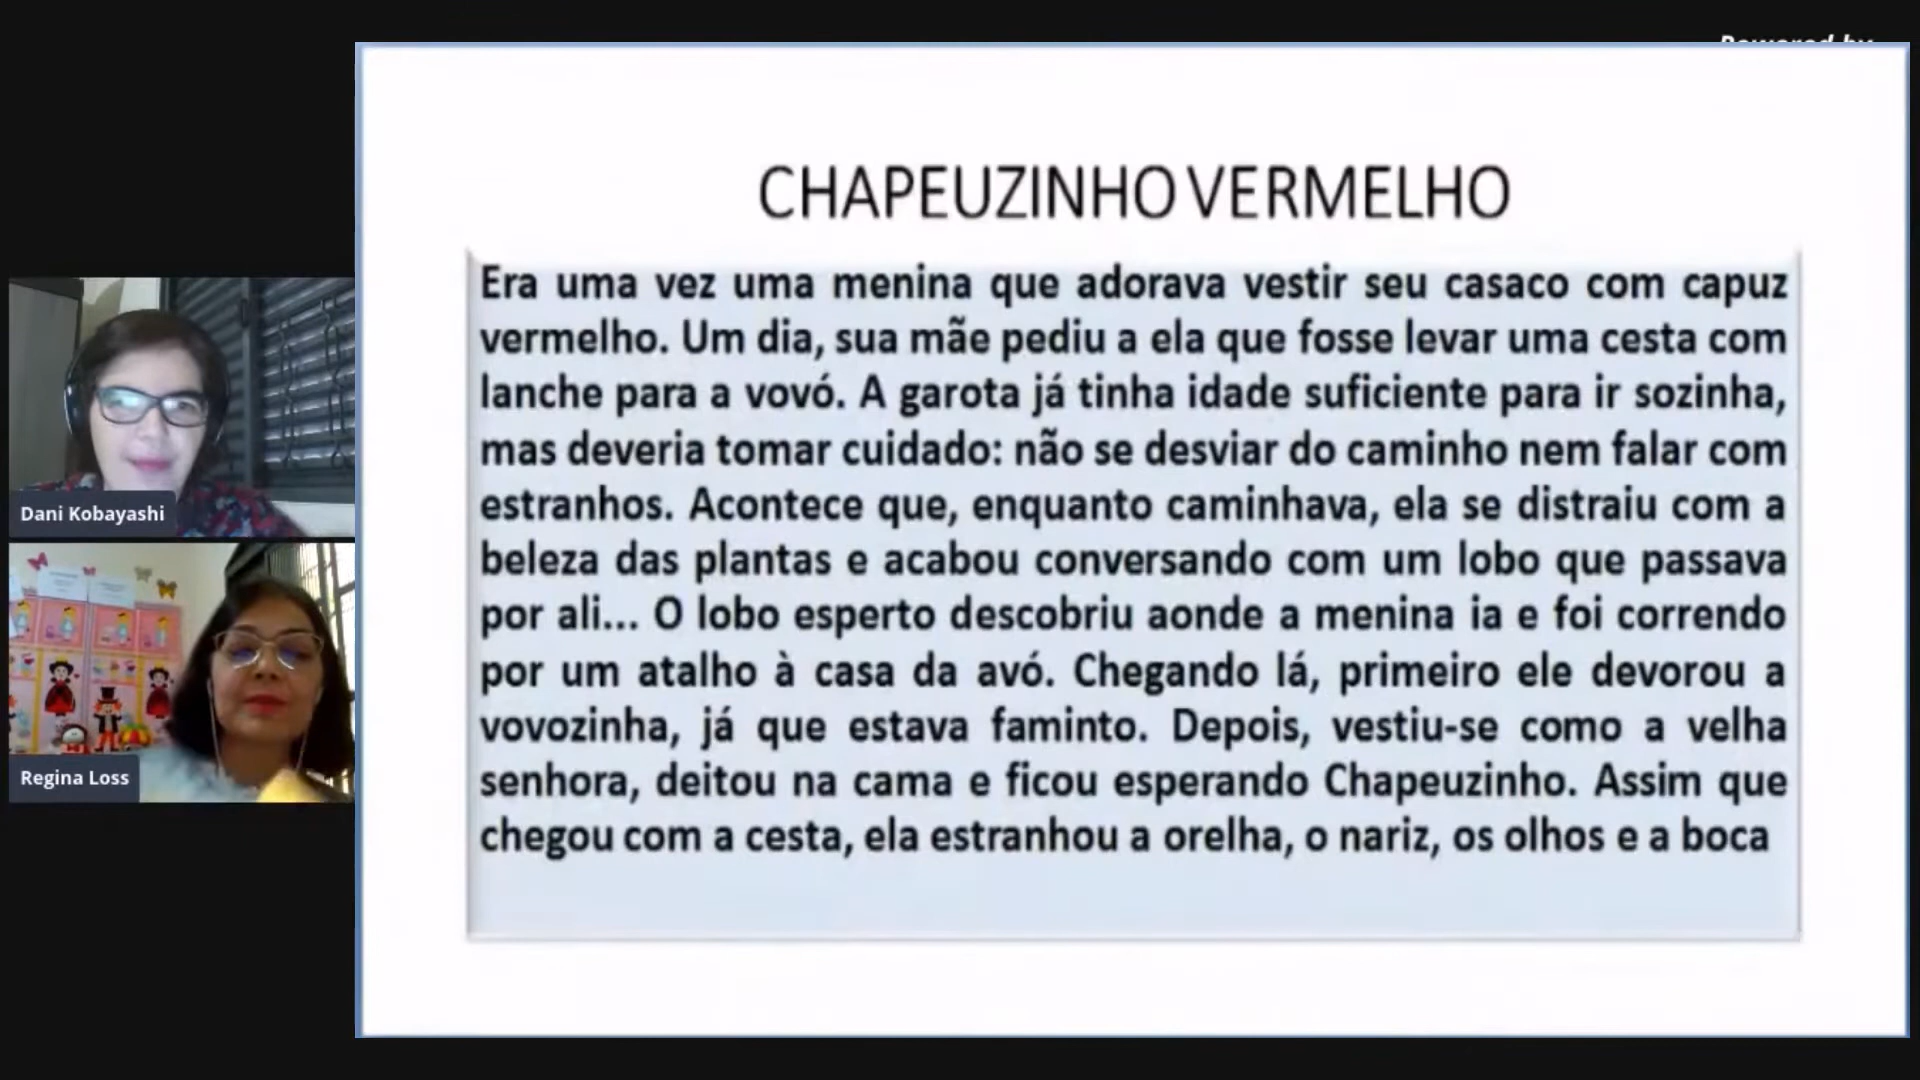 Powered by
CHAPEUZINHO VERMELHO
Era uma vez uma menina que adorava vestir seu casaco com capuz
vermelho. Um dia, sua mãe pediu a ela que fosse levar uma cesta com
lanche para a vovó. A garota já tinha idade suficiente para ir sozinha,
mas deveria tomar cuidado: não se desviar do caminho nem falar com
estranhos. Acontece que, enquanto caminhava, ela se distraiu com a
beleza das plantas e acabou conversando com um lobo que passava
por ali... O lobo esperto descobriu aonde a menina ia e foi correndo
por um atalho à casa da avó. Chegando lá, primeiro ele devorou a
vovozinha, já que estava faminto. Depois, vestiu-se como a velha
senhora, deitou na cama e ficou esperando Chapeuzinho. Assim que
chegou com a cesta, ela estranhou a orelha, o nariz, os olhos e a boca
Dani Kobayashi
Regina Loss